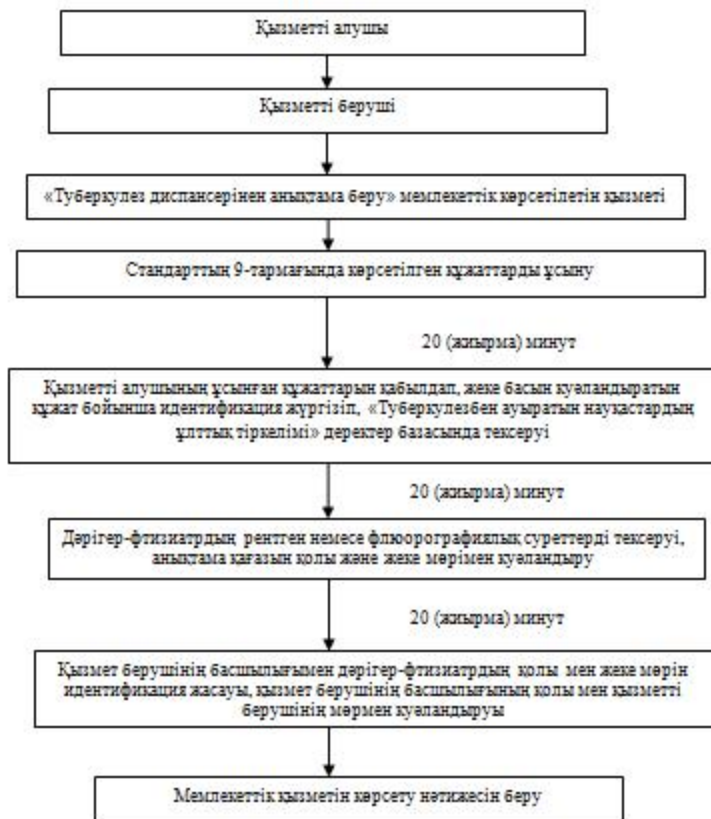 Қызметті алушы
Қызметті беруші
«Туберкулез диспансерінен анықтама беру» мемлекеттік көрсетілетін қызметі
Стандарттың 9-тармағында көрсетілген құжаттарды ұсыну
20 (жиырма) минут
Қызметті алушының ұсынған құжаттарын қабылдап, жеке басын куәландыратын
құжат бойынша идентификация жүргізіп, «Туберкулезбен ауыратын науқастардың
ұлттық тіркелімі» деректер базасында тексеруі
20 (жиырма) минут
Дәрігер-фтизиатрдың рентген немесе флюорографиялық суреттерді тексеруі,
анықтама қағазын қолы және жеке мөрімен куәландыру
20 (жиырма) минут
Қызмет берушінің басшылығымен дәрігер-фтизиатрдың қолы мен жеке мөрін
идентификация жасауы, қызмет берушінің басшылығының қолы мен қызметті
берушінің мөрмен куәландыруы
Мемлекеттік қызметін көрсету нәтижесін беру